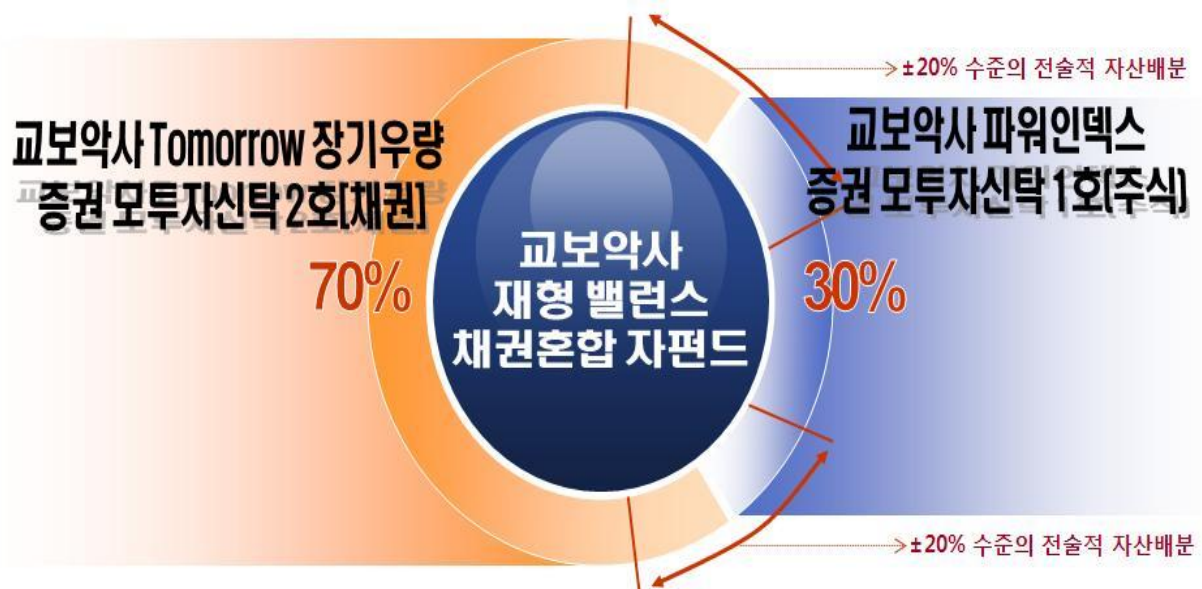 ±20% 수준의 전술적 자산배분
교보악사 Tomorrow 장기우량
증권 모투자신탁 2호[채권]
70%
교보악사
재형 밸런스
채권혼합 자펀드
교보악사 파워인덱스
증권 모투자신탁 1호(주식)
30%
±20% 수준의 전술적 자산배분